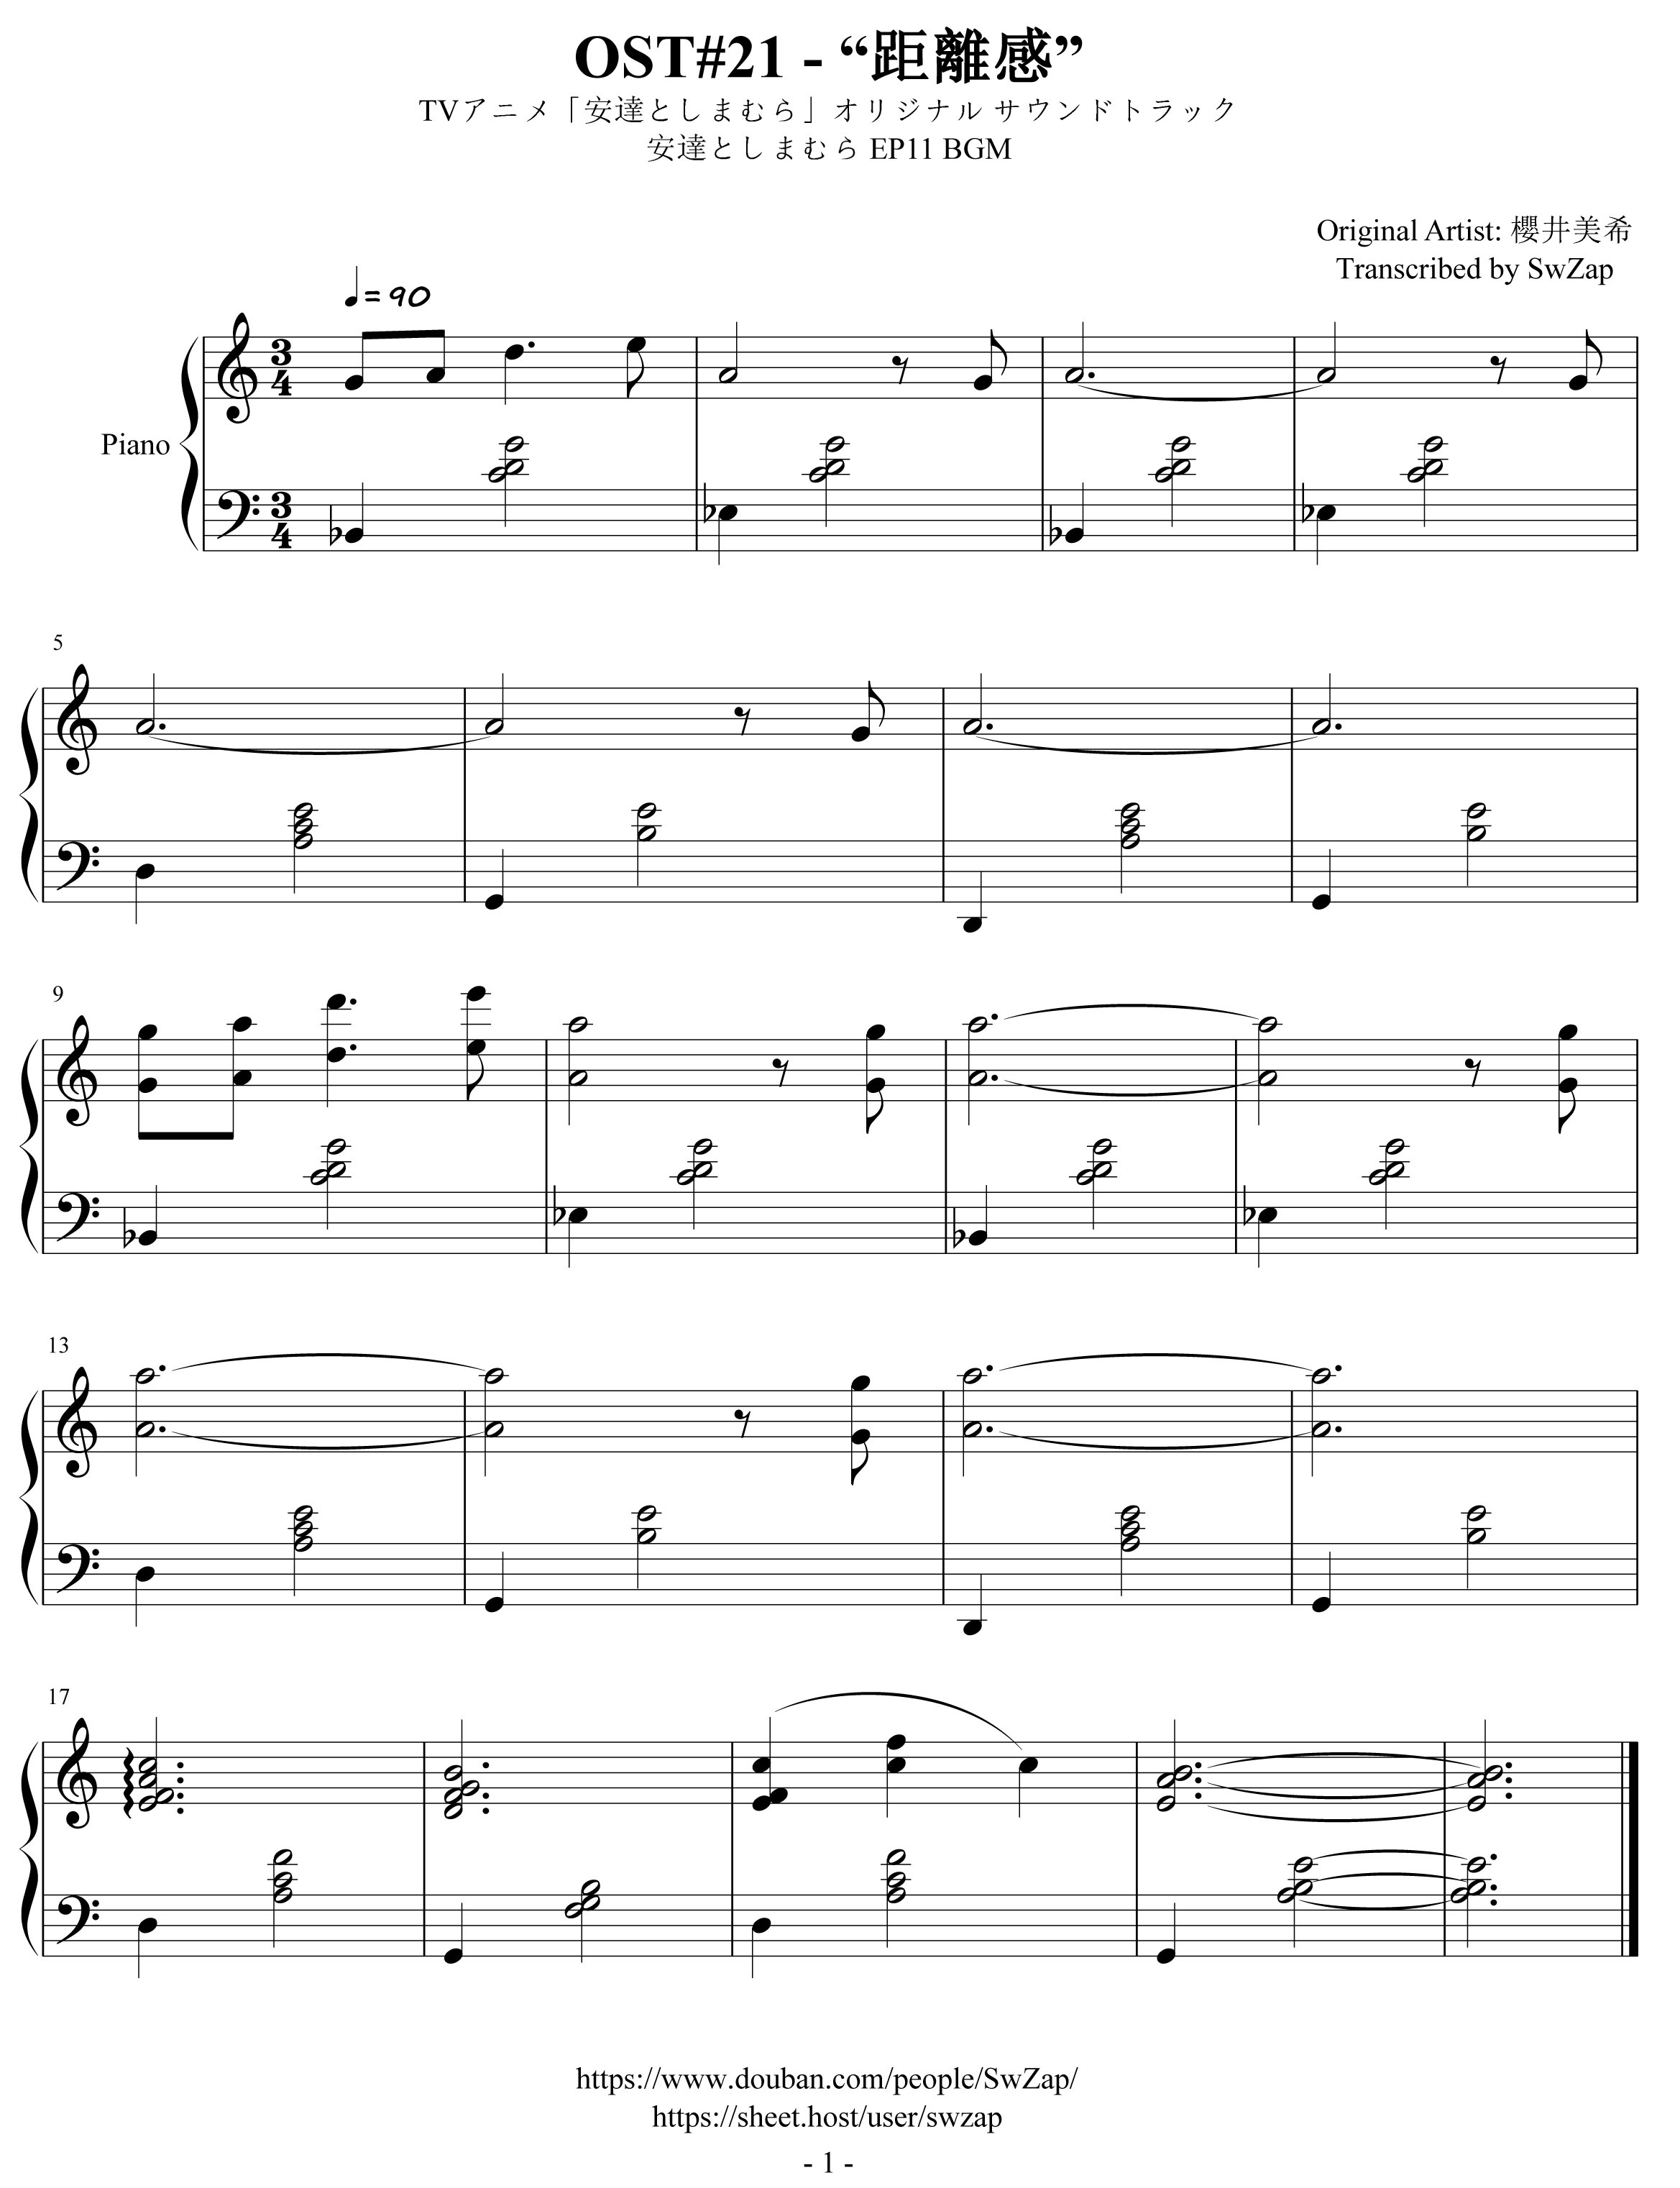 OST#21 - “距離感”
TVアニメ「安達としまむら」オリジナル サウンドトラック
安達としまむら EP11 BGM
Original Artist: 櫻井美希
Transcribed by SwZap
♩=90
Piano
3
4
3
4
5
9
13
17
https://www.douban.com/people/SwZap/
https://sheet.host/user/swzap
- 1 -